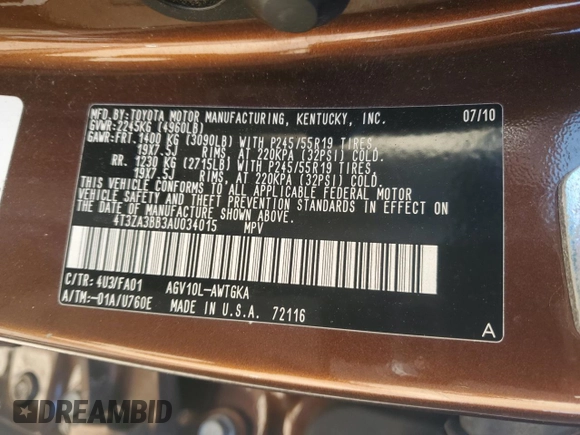 MFD.BY:TOYOTA MOTOR MANUFACTURING, KENTUCKY, INC. 07/10
GVWR:2245KG (4960LB)
GAWR:FRT.1400 KG (3090LB) WITH P245/55R19 TIRES,
19X7.5J RIMS, AT 220KPA (32PSI) COLD.
RR. 1230 KG (2715LB) WITH P245/55R19 TIRES,
19X7.5J RIMS, AT 220KPA (32PSI) COLD.
THIS VEHICLE CONFORMS TO ALL APPLICABLE FEDERAL MOTOR
VEHICLE SAFETY AND THEFT PREVENTION STANDARDS IN EFFECT
ON THE DATE OF MANUFACTURE SHOWN ABOVE.
4T3ZA3BB3AU034015 MPV
C/TR: 4U3/FA01 AGV10L-AWTGKA
A/TM:-01A/U760E MADE IN U.S.A. 72116
A
DREAMBID